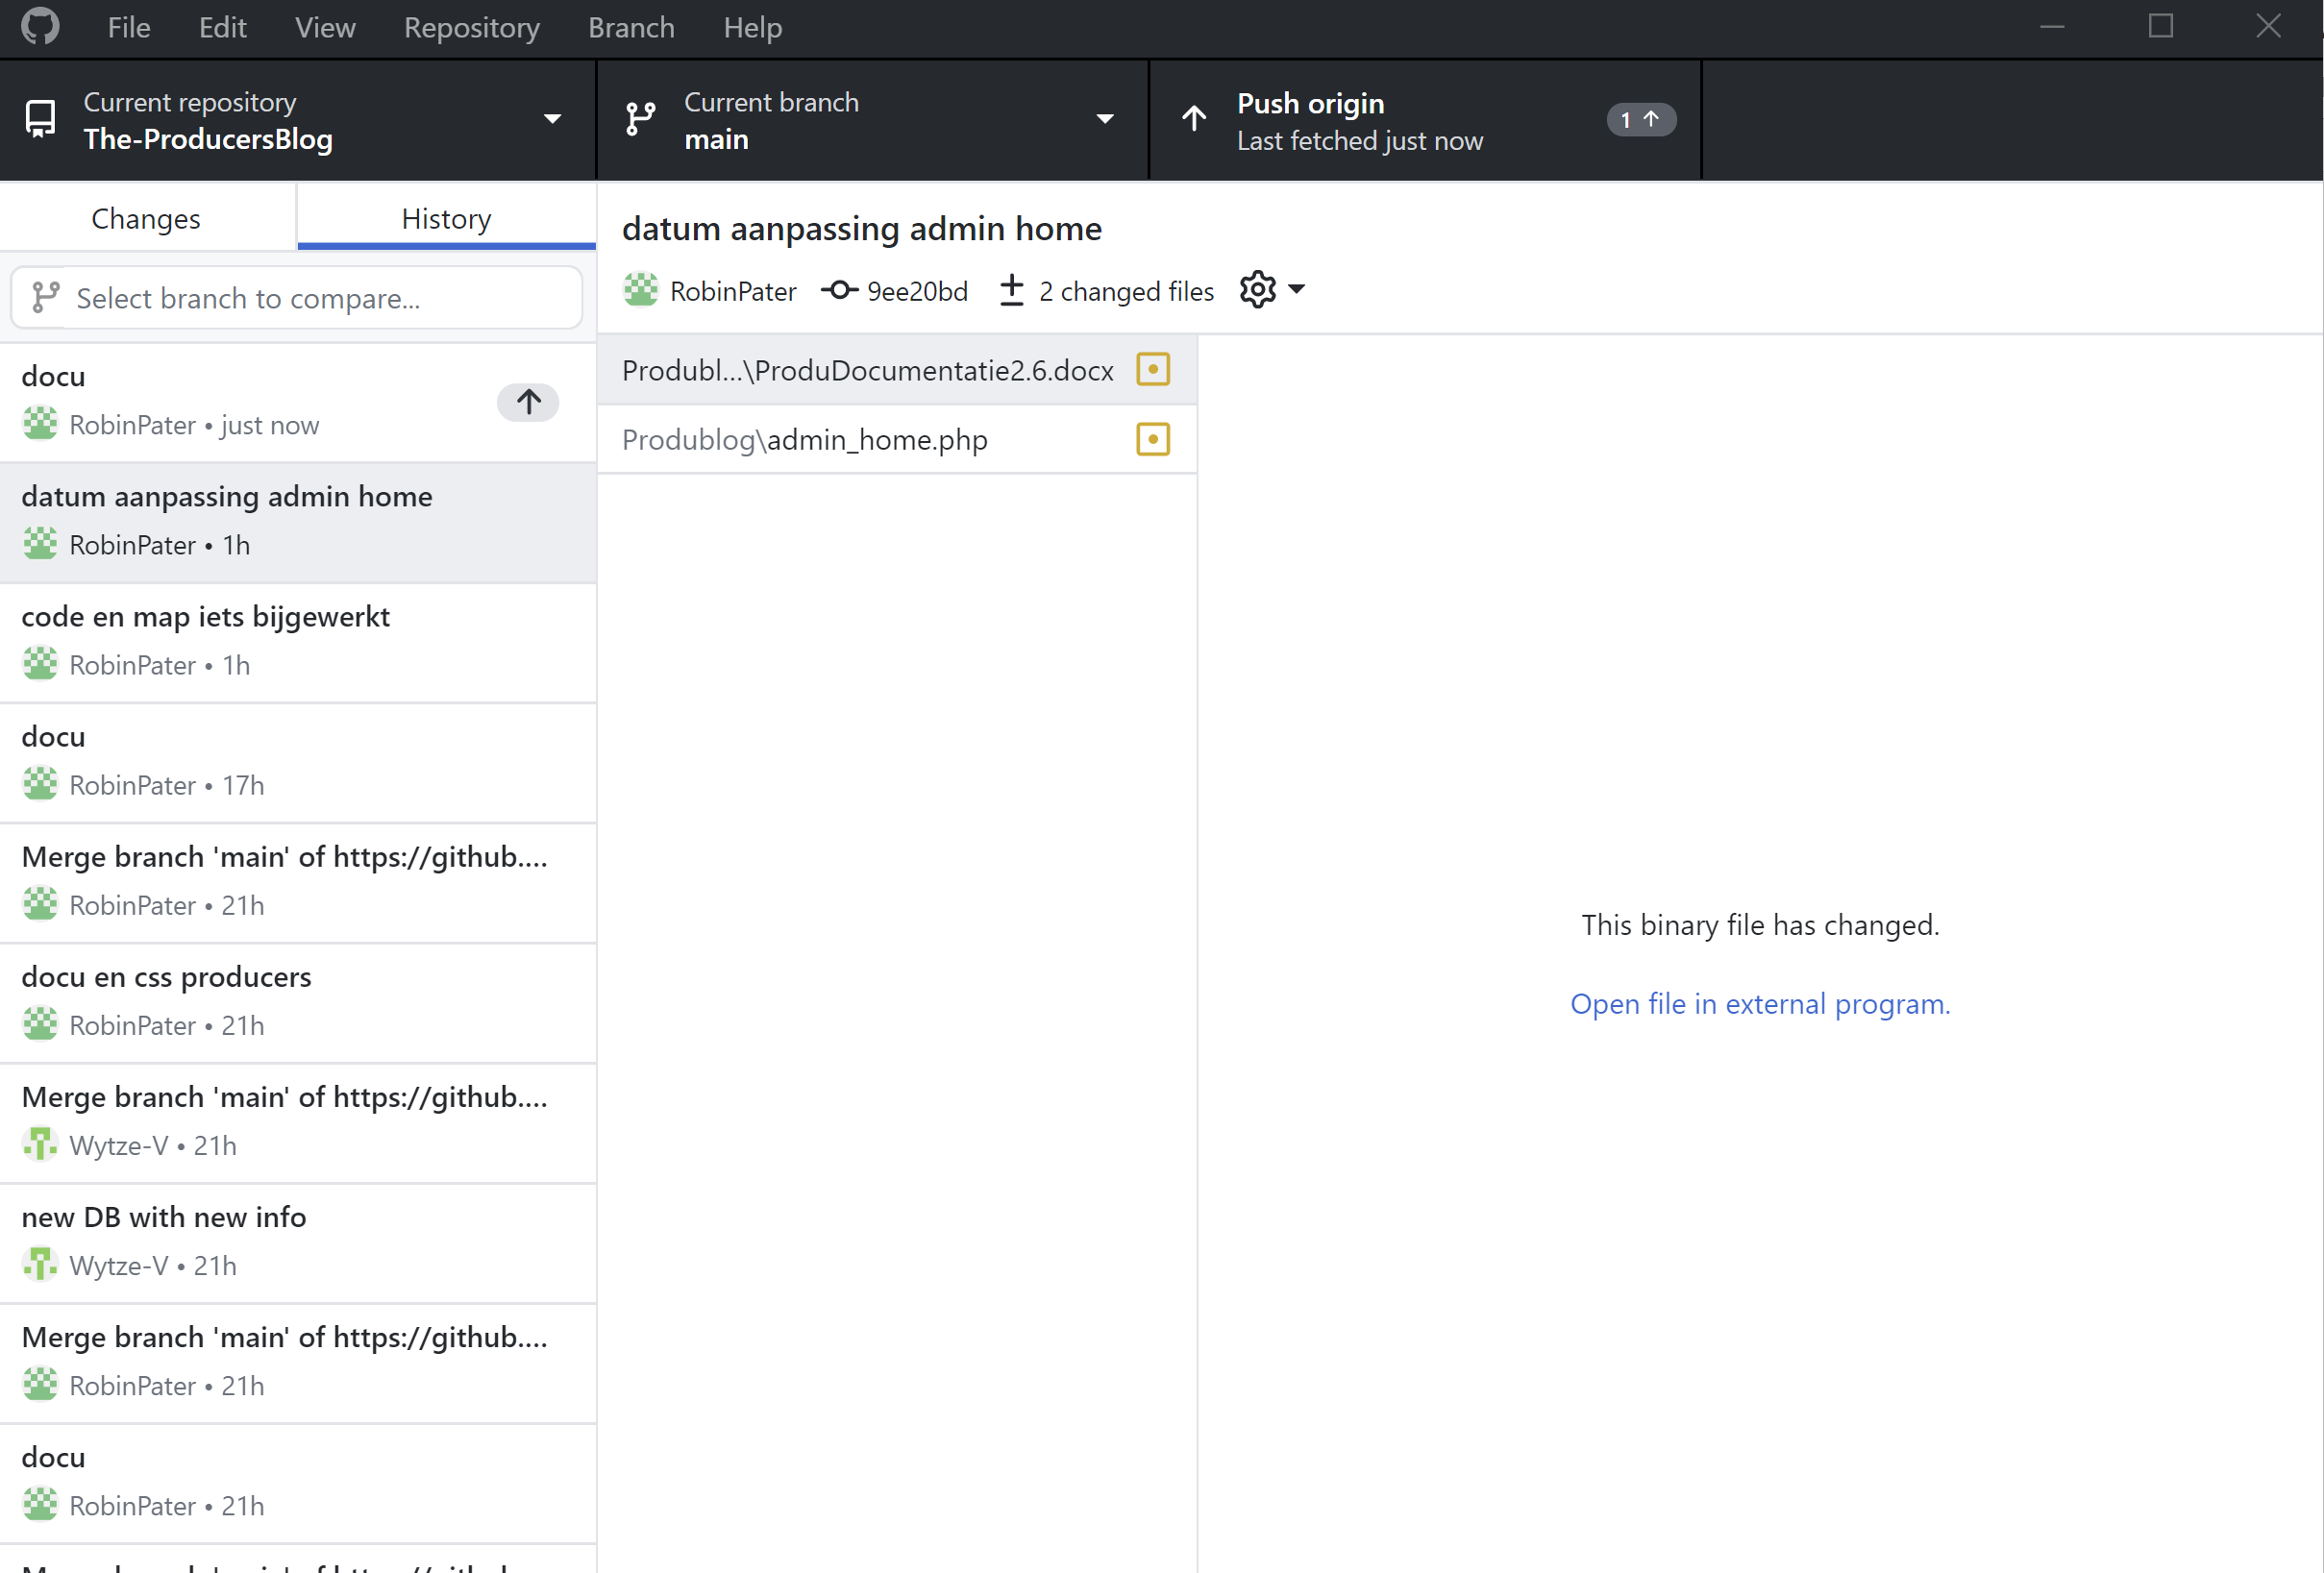 File Edit View Repository Branch Help
Current repository
The-ProducersBlog
Current branch
main
Push origin
Last fetched just now
1
Changes
History
Select branch to compare...
docu
RobinPater • just now
datum aanpassing admin home
RobinPater • 1h
code en map iets bijgewerkt
RobinPater • 1h
docu
RobinPater • 17h
Merge branch 'main' of https://github....
RobinPater • 21h
docu en css producers
RobinPater • 21h
Merge branch 'main' of https://github....
Wytze-V • 21h
new DB with new info
Wytze-V • 21h
Merge branch 'main' of https://github....
RobinPater • 21h
docu
RobinPater • 21h
datum aanpassing admin home
RobinPater 9ee20bd 2 changed files
Produbl...\ProduDocumentatie2.6.docx
Produblog\admin_home.php
This binary file has changed.
Open file in external program.